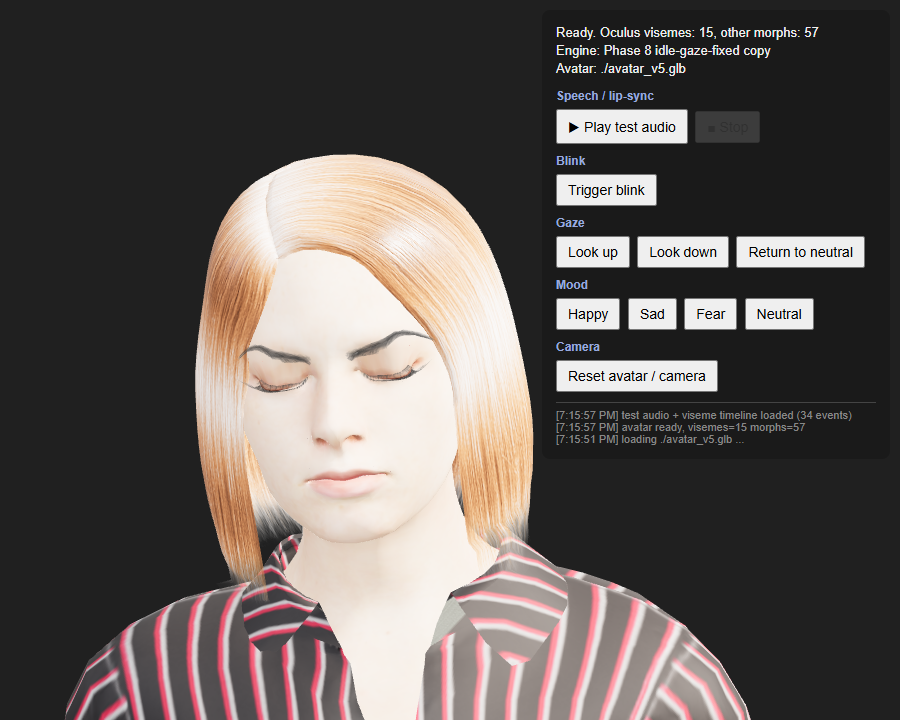 Ready. Oculus visemes: 15, other morphs: 57
Engine: Phase 8 idle-gaze-fixed copy
Avatar: ./avatar_v5.glb
Speech / lip-sync
▶ Play test audio ■ Stop
Blink
Trigger blink
Gaze
Look up Look down Return to neutral
Mood
Happy Sad Fear Neutral
Camera
Reset avatar / camera
[7:15:57 PM] test audio + viseme timeline loaded (34 events)
[7:15:57 PM] avatar ready, visemes=15 morphs=57
[7:15:51 PM] loading ./avatar_v5.glb ...